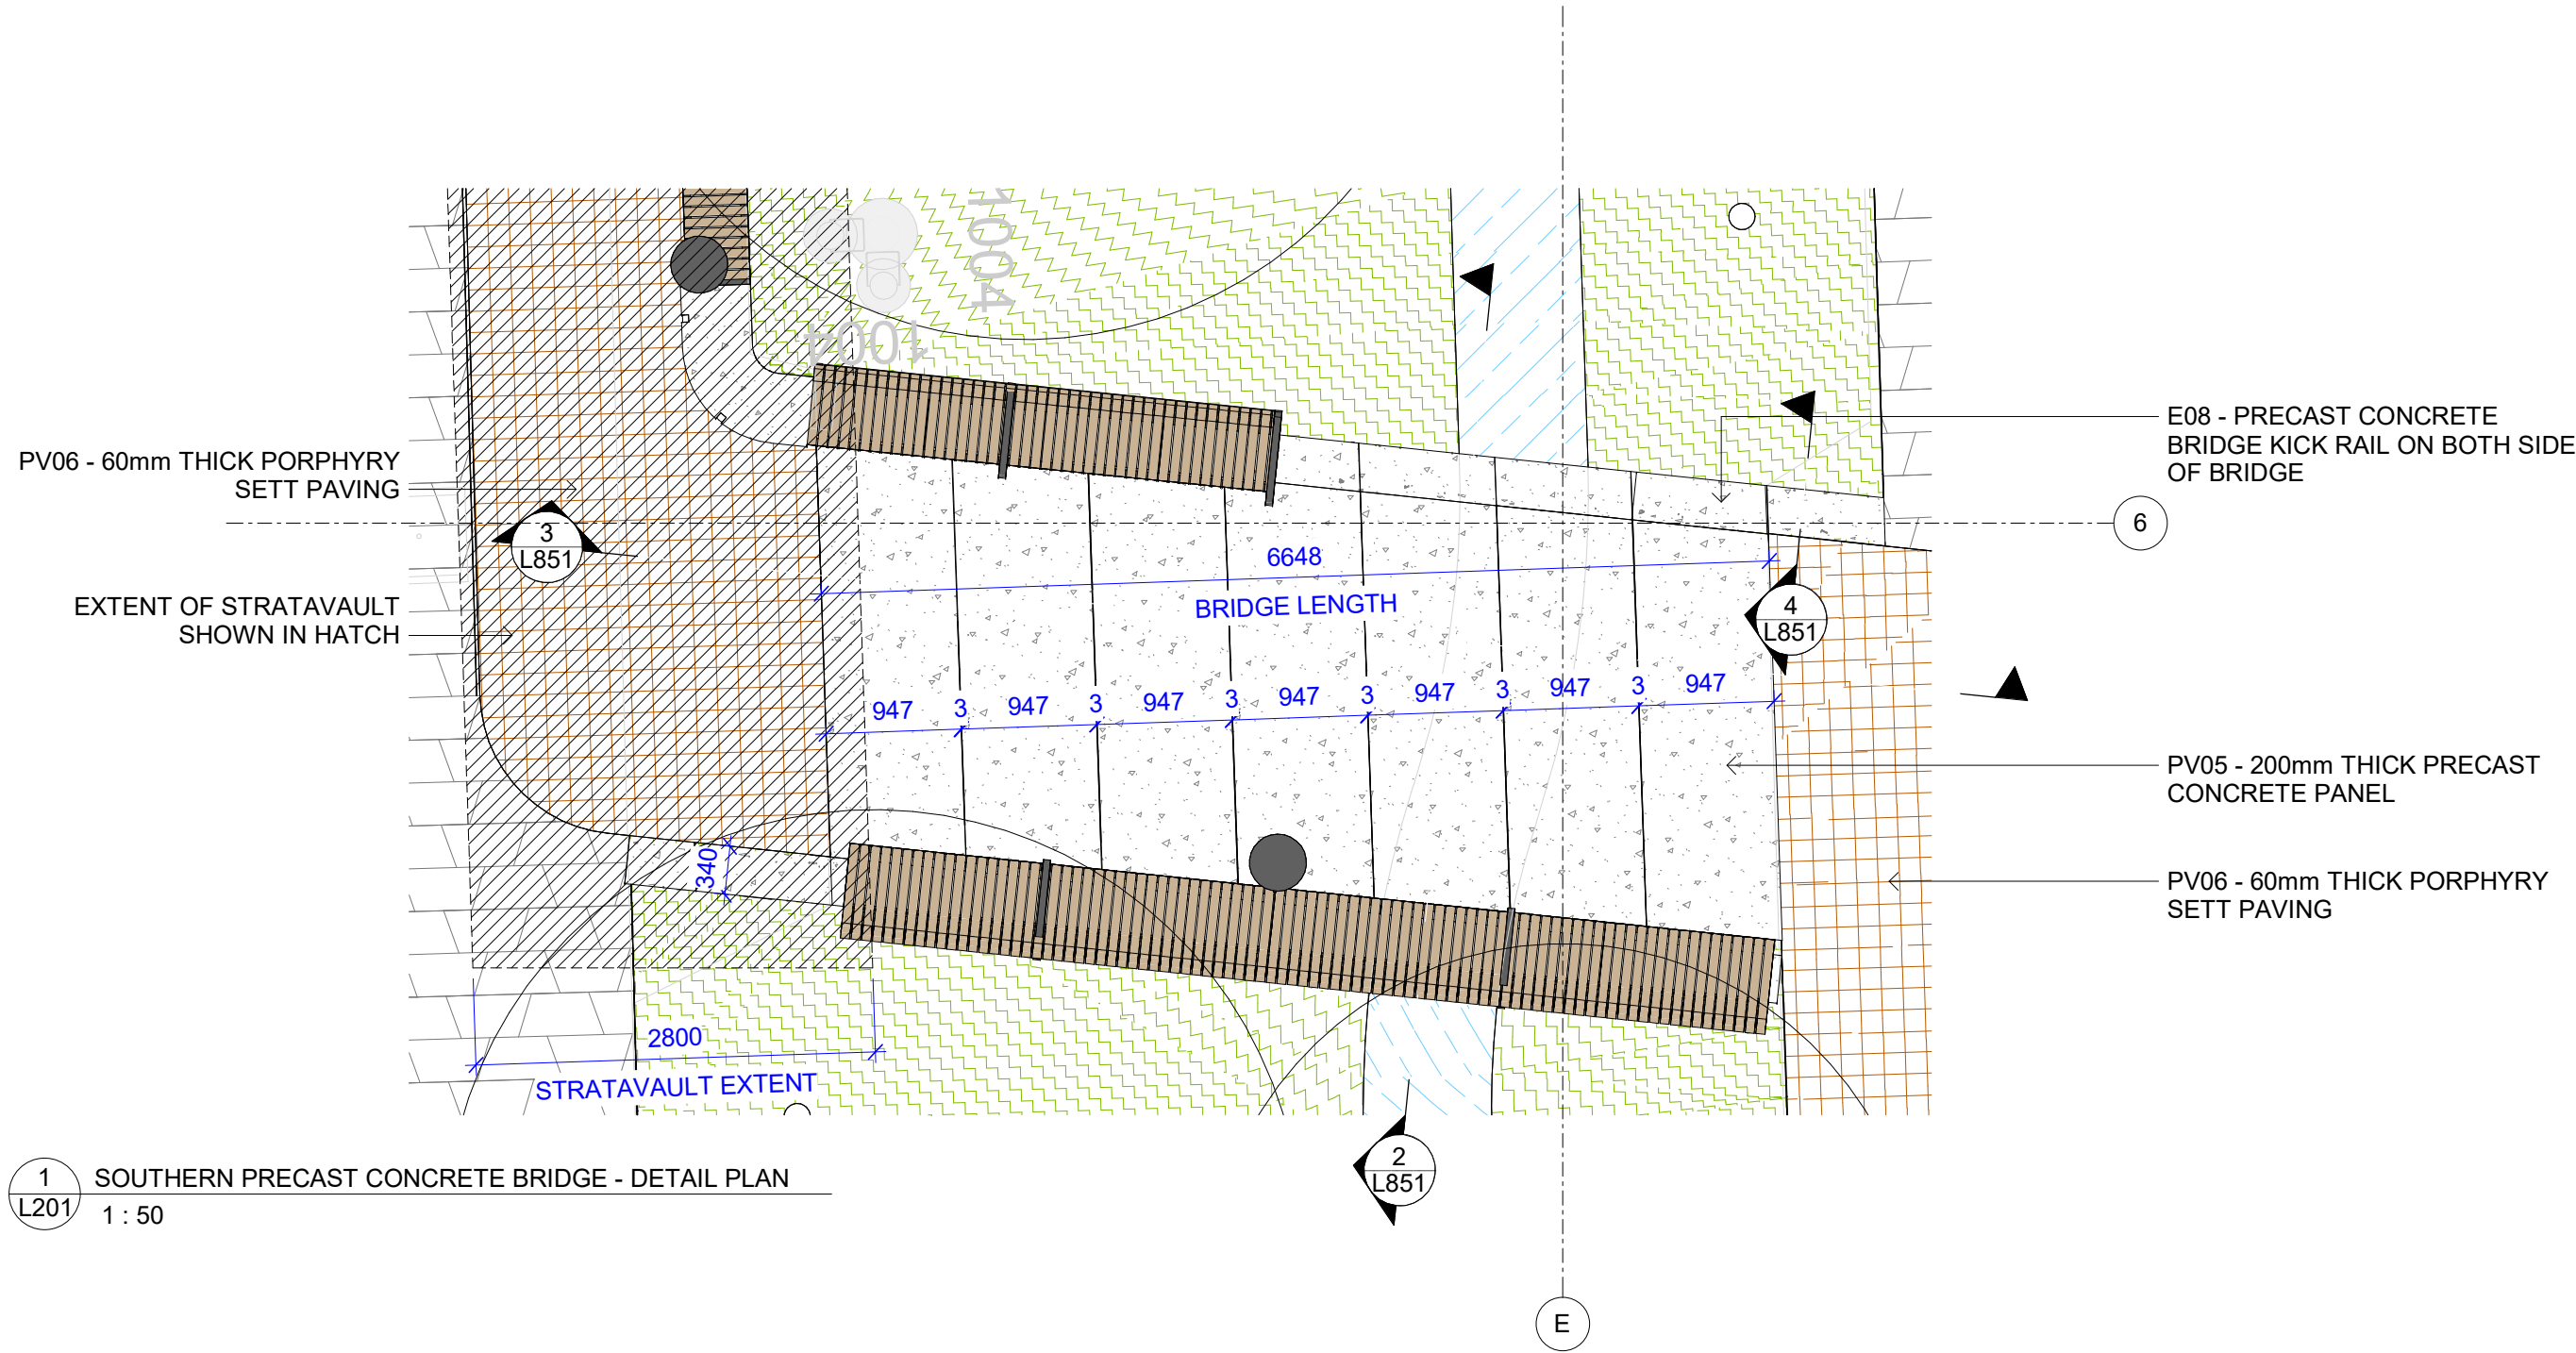 1004
1004
E08 - PRECAST CONCRETE
BRIDGE KICK RAIL ON BOTH SIDE
OF BRIDGE
PV06 - 60mm THICK PORPHYRY
SETT PAVING
6
3
L851
6648
BRIDGE LENGTH
EXTENT OF STRATAVAULT
SHOWN IN HATCH
4
L851
947 3 947 3 947 3 947 3 947 3 947 3 947
PV05 - 200mm THICK PRECAST
CONCRETE PANEL
340
PV06 - 60mm THICK PORPHYRY
SETT PAVING
2800
STRATAVAULT EXTENT
2
L851
1
L201
SOUTHERN PRECAST CONCRETE BRIDGE - DETAIL PLAN
1 : 50
E